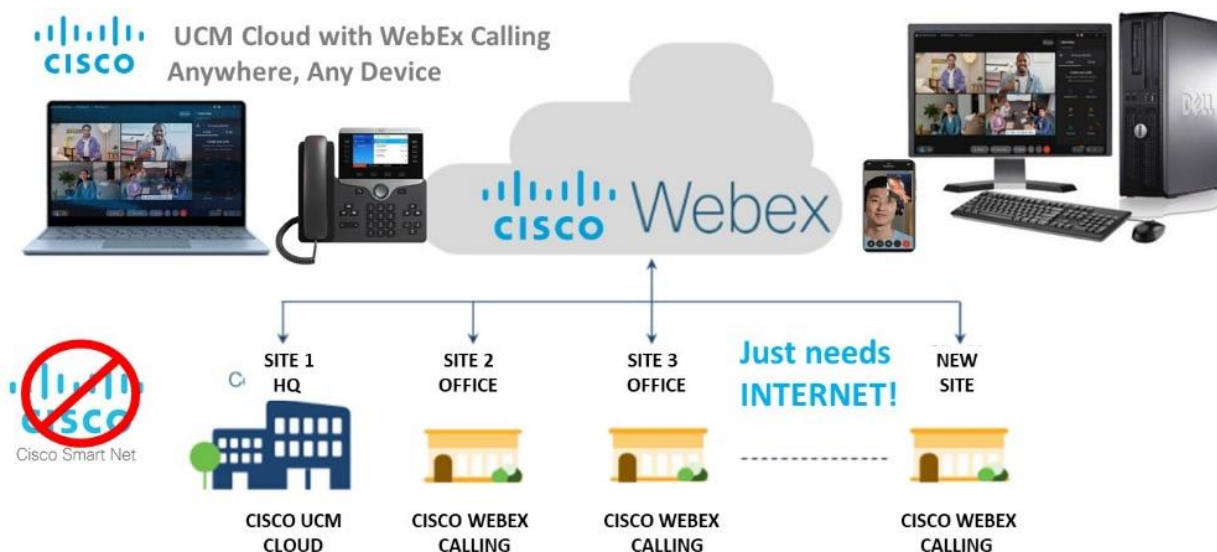 CISCO
UCM Cloud with WebEx Calling
Anywhere, Any Device
CISCO Webex
DELL
SITE 1
HQ
SITE 2
OFFICE
SITE 3
OFFICE
Just needs
INTERNET!
NEW
SITE
CISCO
Cisco Smart Net
CISCO UCM
CLOUD
CISCO WEBEX
CALLING
CISCO WEBEX
CALLING
CISCO WEBEX
CALLING